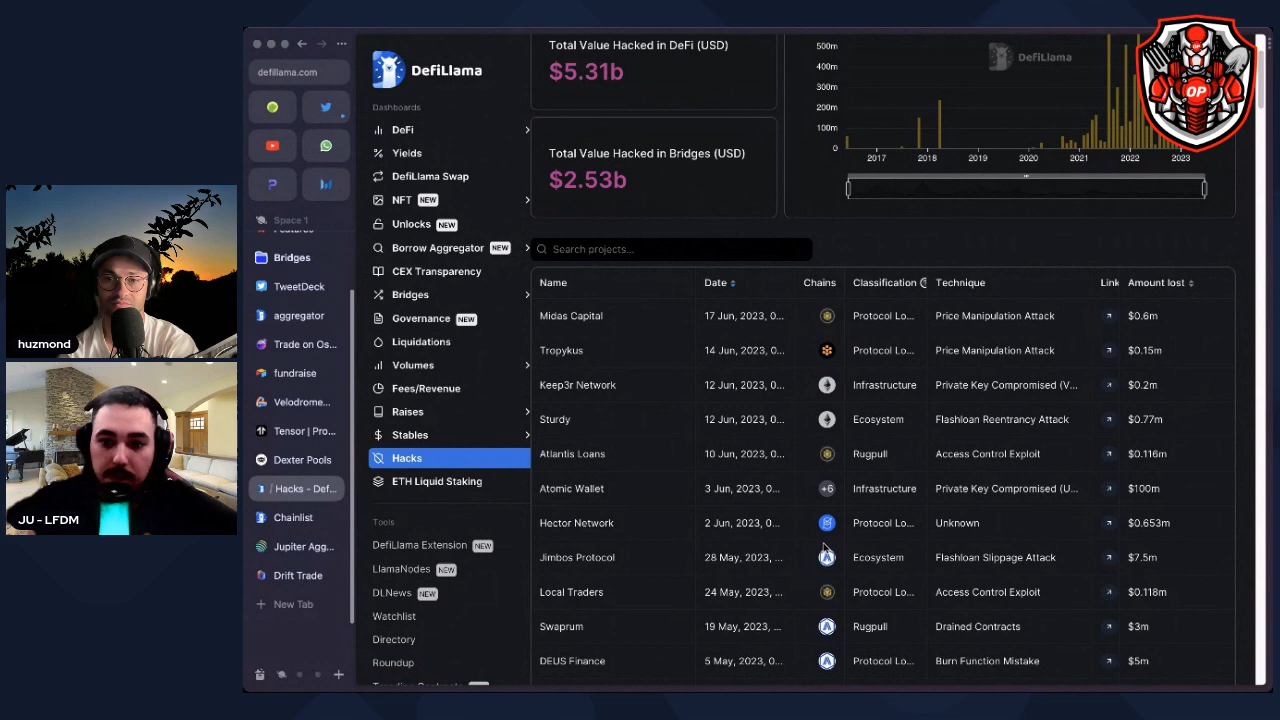 defillama.com
Space 1
Bridges
TweetDeck
aggregator
Trade on Os...
fundraise
Velodrome...
Tensor | Pro...
Dexter Pools
/ Hacks - Def...
Chainlist
Jupiter Agg...
Drift Trade
New Tab
huzmond
JU - LFDM
DefiLlama
Dashboards
DeFi
Yields
DefiLlama Swap
NFT NEW
Unlocks NEW
Borrow Aggregator NEW
CEX Transparency
Bridges
Governance NEW
Liquidations
Volumes
Fees/Revenue
Raises
Stables
Hacks
ETH Liquid Staking
Tools
DefiLlama Extension NEW
LlamaNodes NEW
DLNews NEW
Watchlist
Directory
Roundup
Total Value Hacked in DeFi (USD)
$5.31b
Total Value Hacked in Bridges (USD)
$2.53b
500m
400m
300m
200m
100m
0
2017 2018 2019 2020 2021 2022 2023
DefiLlama
OP
Search projects...
Name Date Chains Classification Technique Link Amount lost
Midas Capital 17 Jun, 2023, 0... Protocol Lo... Price Manipulation Attack $0.6m
Tropykus 14 Jun, 2023, 0... Protocol Lo... Price Manipulation Attack $0.15m
Keep3r Network 12 Jun, 2023, 0... Infrastructure Private Key Compromised (V... $0.2m
Sturdy 12 Jun, 2023, 0... Ecosystem Flashloan Reentrancy Attack $0.77m
Atlantis Loans 10 Jun, 2023, 0... Rugpull Access Control Exploit $0.116m
Atomic Wallet 3 Jun, 2023, 0... +6 Infrastructure Private Key Compromised (U... $100m
Hector Network 2 Jun, 2023, 0... Protocol Lo... Unknown $0.653m
Jimbos Protocol 28 May, 2023, ... Ecosystem Flashloan Slippage Attack $7.5m
Local Traders 24 May, 2023, ... Protocol Lo... Access Control Exploit $0.118m
Swaprum 19 May, 2023, ... Rugpull Drained Contracts $3m
DEUS Finance 5 May, 2023, 0... Protocol Lo... Burn Function Mistake $5m